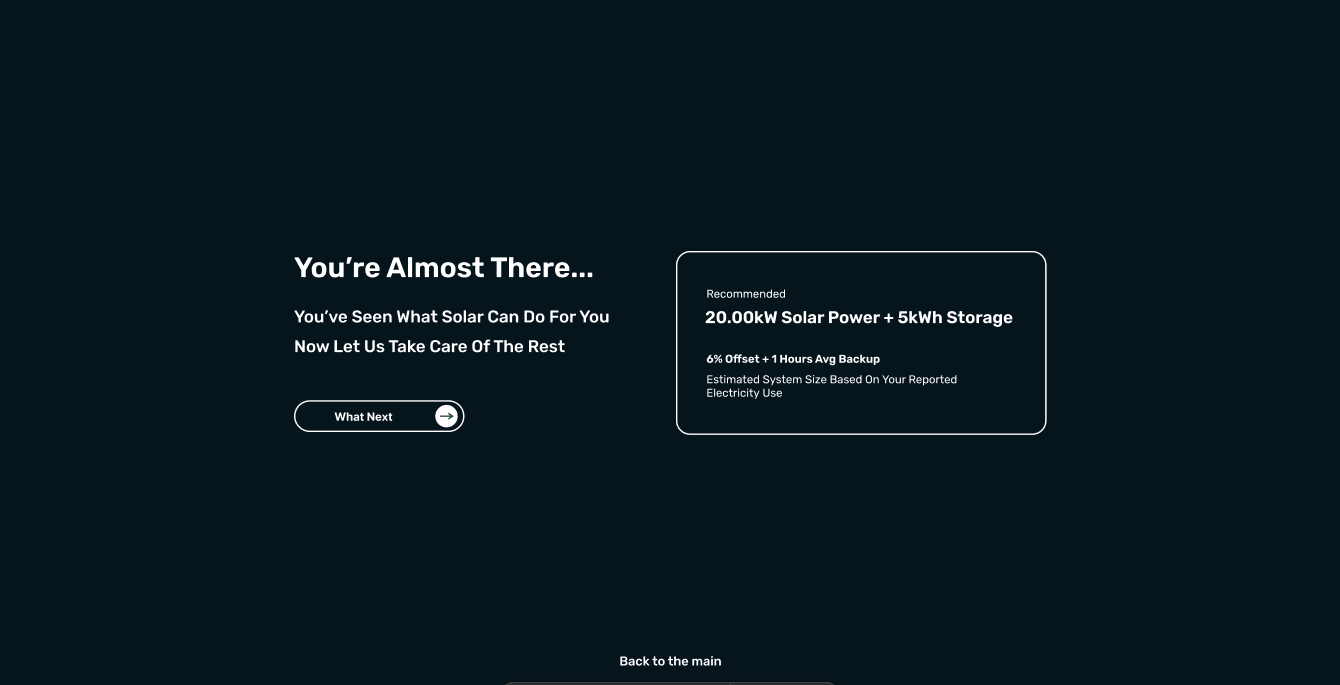 You’re Almost There...
You’ve Seen What Solar Can Do For You
Now Let Us Take Care Of The Rest
What Next
Recommended
20.00kW Solar Power + 5kWh Storage
6% Offset + 1 Hours Avg Backup
Estimated System Size Based On Your Reported
Electricity Use
Back to the main